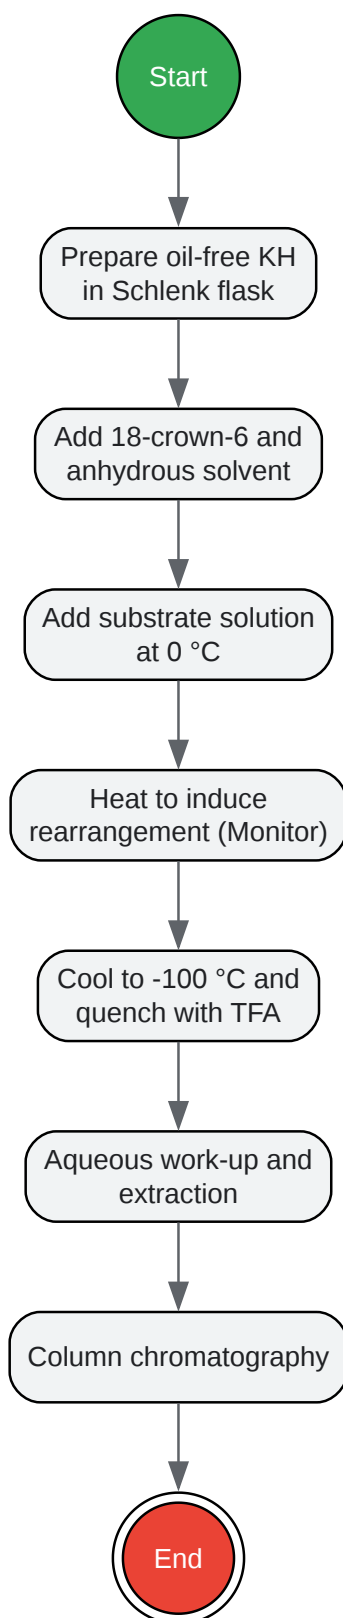 Start
Prepare oil-free KH
in Schlenk flask
Add 18-crown-6 and
anhydrous solvent
Add substrate solution
at 0 °C
Heat to induce
rearrangement (Monitor)
Cool to -100 °C and
quench with TFA
Aqueous work-up and
extraction
Column chromatography
End